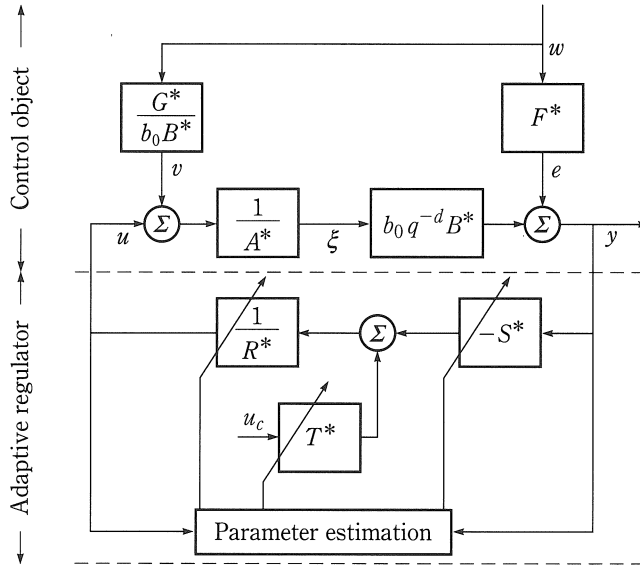 w
G*
b₀B*
F*
v
e
Σ
1
A*
b₀ q⁻ᵈ B*
Σ
u
ξ
y
Control object
1
R*
Σ
−S*
u_c
T*
Adaptive regulator
Parameter estimation